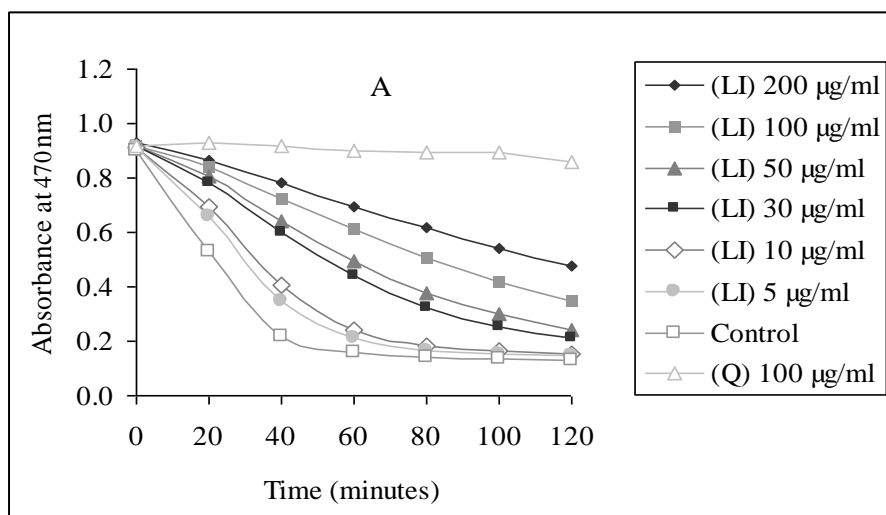 A
1.2
1.0
0.8
0.6
0.4
0.2
0.0
Absorbance at 470nm
0 20 40 60 80 100 120
Time (minutes)
(LI) 200 µg/ml
(LI) 100 µg/ml
(LI) 50 µg/ml
(LI) 30 µg/ml
(LI) 10 µg/ml
(LI) 5 µg/ml
Control
(Q) 100 µg/ml